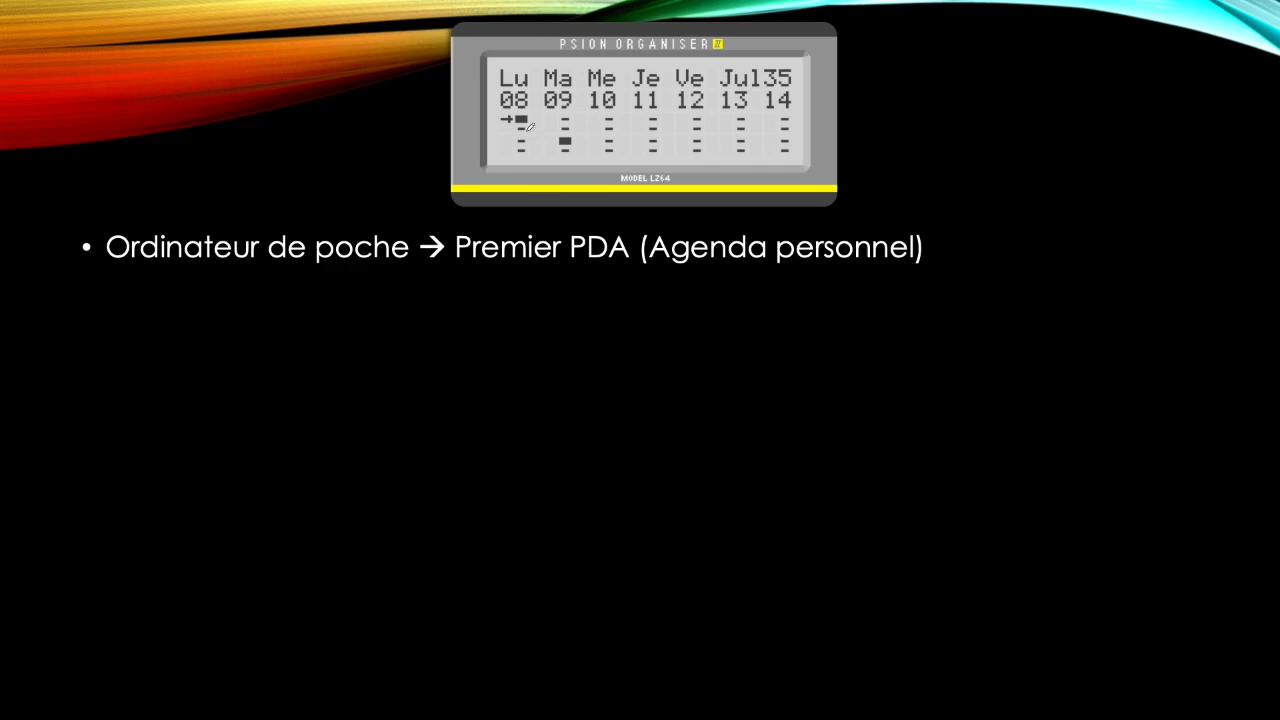 PSION ORGANISER II
Lu Ma Me Je Ve Jul35
08 09 10 11 12 13 14
MODEL LZ64
• Ordinateur de poche → Premier PDA (Agenda personnel)